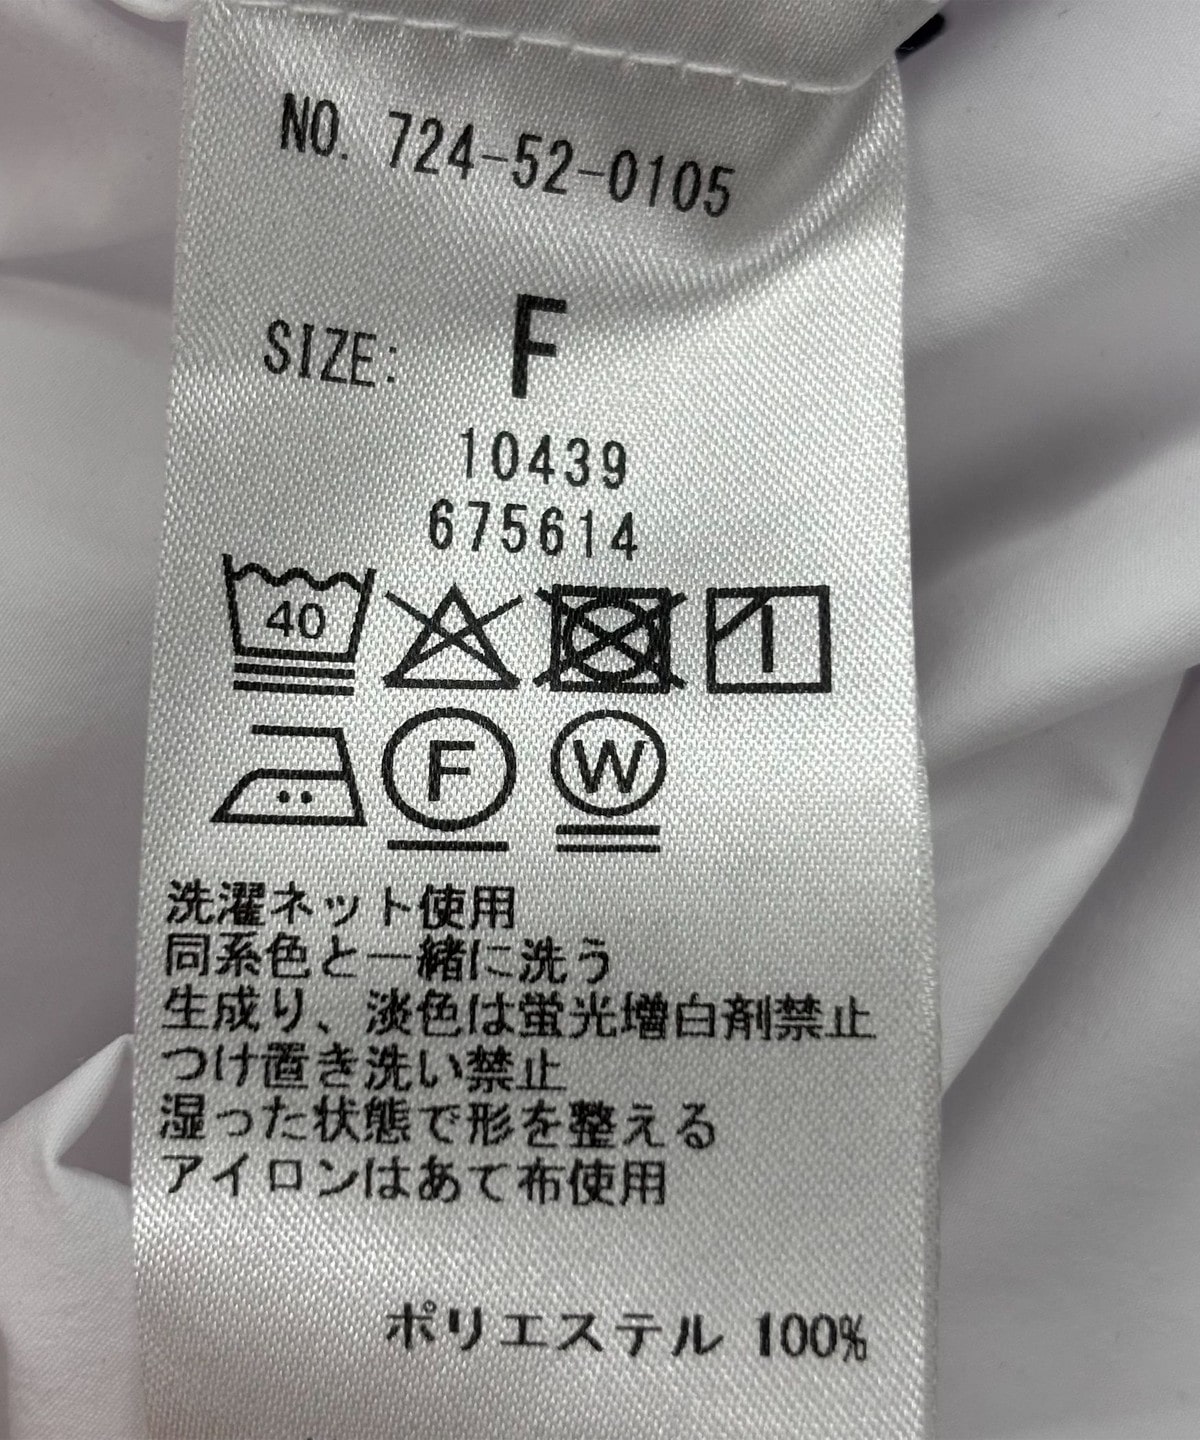 NO. 724-52-0105
SIZE: F
10439
675614
40
F W
洗濯ネット使用
同系色と一緒に洗う
生成り、淡色は蛍光増白剤禁止
つけ置き洗い禁止
湿った状態で形を整える
アイロンはあて布使用
ポリエステル 100%